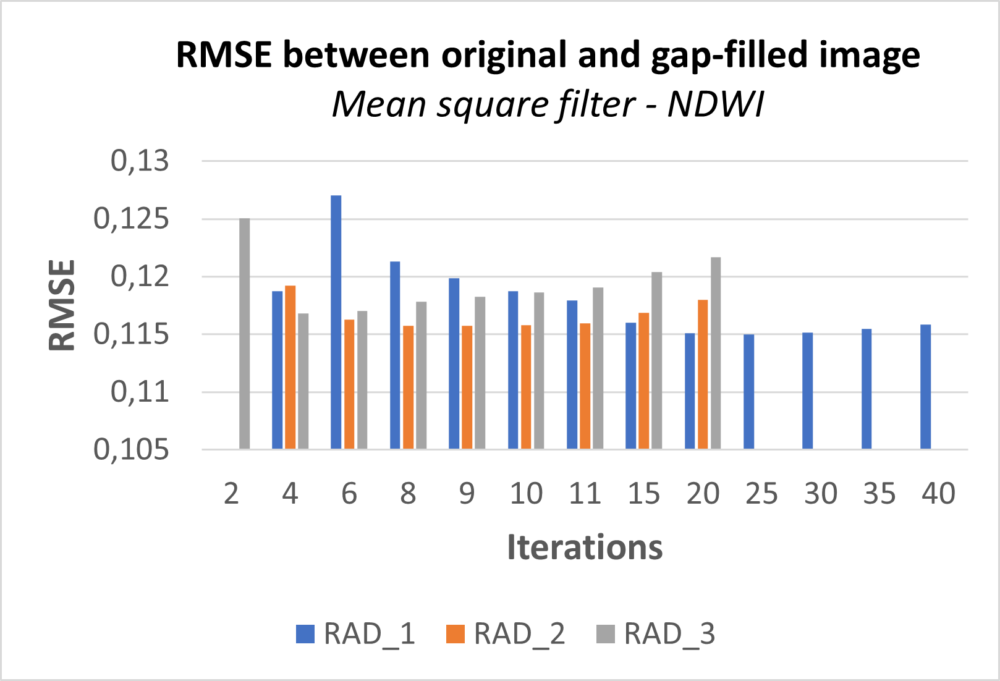 RMSE between original and gap-filled image
Mean square filter - NDWI
0,13
0,125
0,12
0,115
0,11
0,105
RMSE
2 4 6 8 9 10 11 15 20 25 30 35 40
Iterations
RAD_1 RAD_2 RAD_3